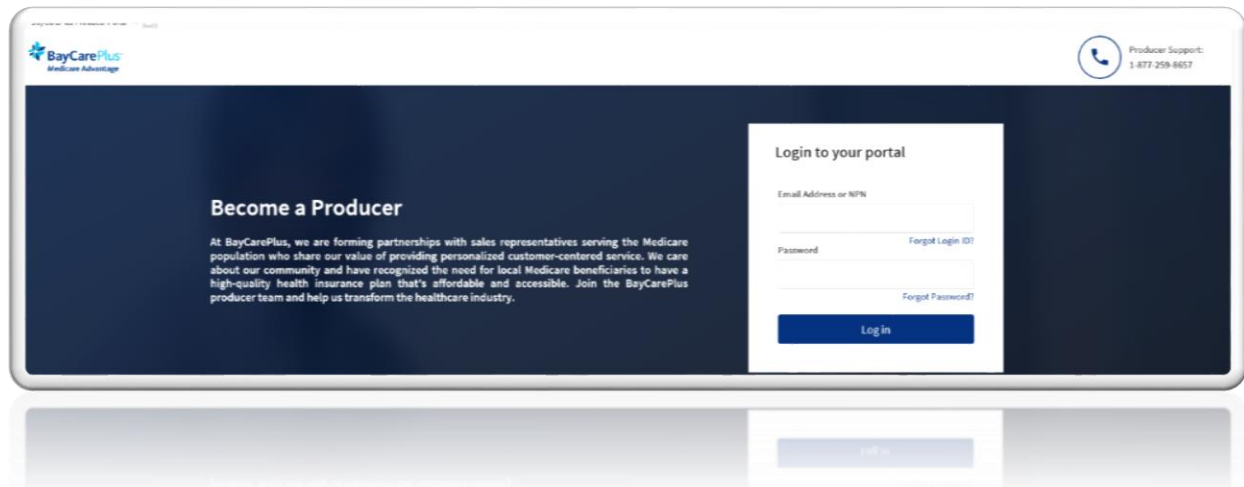 BayCarePlus
Medicare Advantage
Producer Support:
1-877-259-8657
Become a Producer
At BayCarePlus, we are forming partnerships with sales representatives serving the Medicare
population who share our value of providing personalized customer-centered service. We care
about our community and have recognized the need for local Medicare beneficiaries to have a
high-quality health insurance plan that's affordable and accessible. Join the BayCarePlus
producer team and help us transform the healthcare industry.
Login to your portal
Email Address or NPN
Forgot Login ID?
Password
Forgot Password?
Log in